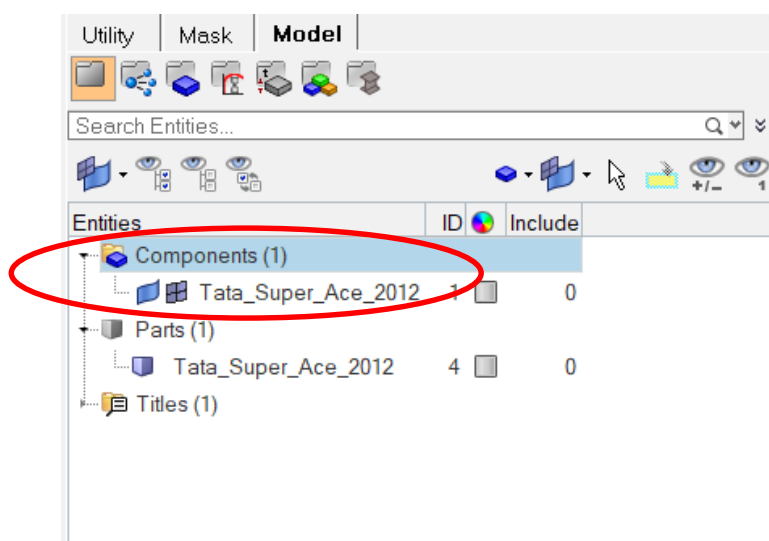 Utility Mask Model
Search Entities...
+/- 1
Entities ID Include
Components (1)
Tata_Super_Ace_2012 1 0
Parts (1)
Tata_Super_Ace_2012 4 0
Titles (1)